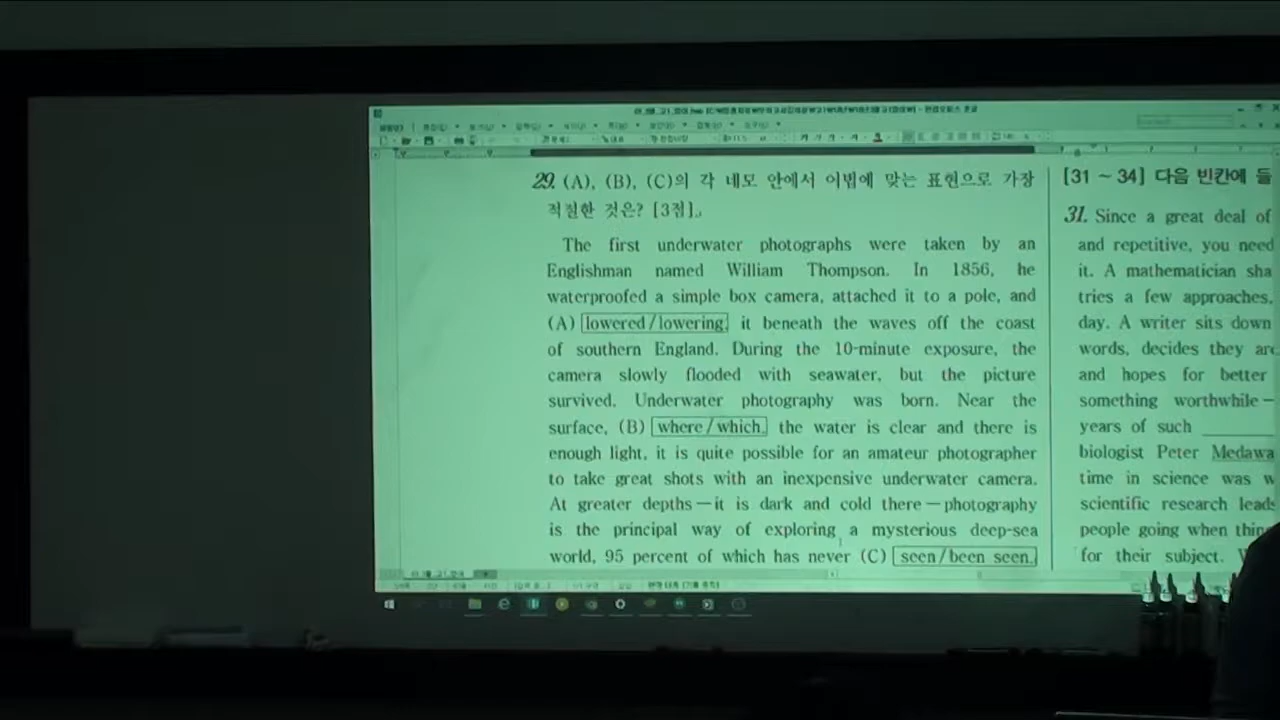 29. (A), (B), (C)의 각 네모 안에서 어법에 맞는 표현으로 가장
적절한 것은? [3점]
The first underwater photographs were taken by an
Englishman named William Thompson. In 1856, he
waterproofed a simple box camera, attached it to a pole, and
(A) lowered/lowering it beneath the waves off the coast
of southern England. During the 10-minute exposure, the
camera slowly flooded with seawater, but the picture
survived. Underwater photography was born. Near the
surface, (B) where/which the water is clear and there is
enough light, it is quite possible for an amateur photographer
to take great shots with an inexpensive underwater camera.
At greater depths—it is dark and cold there—photography
is the principal way of exploring a mysterious deep-sea
world, 95 percent of which has never (C) seen/been seen
[31 ~ 34] 다음 빈칸에 들
31. Since a great deal of
and repetitive, you need
it. A mathematician sha
tries a few approaches,
day. A writer sits down
words, decides they are
and hopes for better
something worthwhile—
years of such
biologist Peter Medawa
time in science was w
scientific research leads
people going when thing
for their subject.